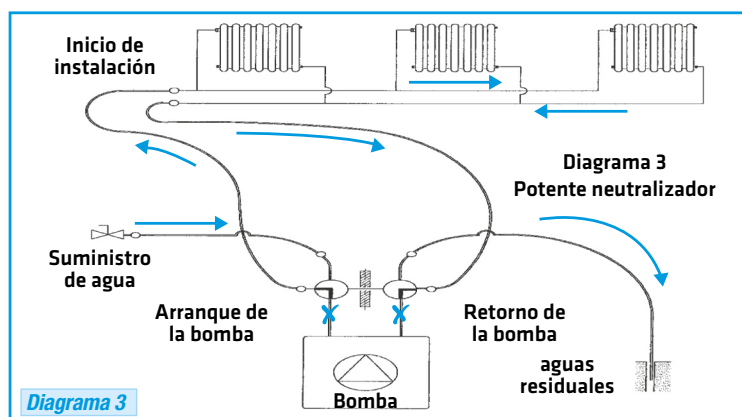 Inicio de
instalación
Diagrama 3
Potente neutralizador
Suministro
de agua
Arranque de
la bomba
Retorno de
la bomba
aguas
residuales
Bomba
Diagrama 3